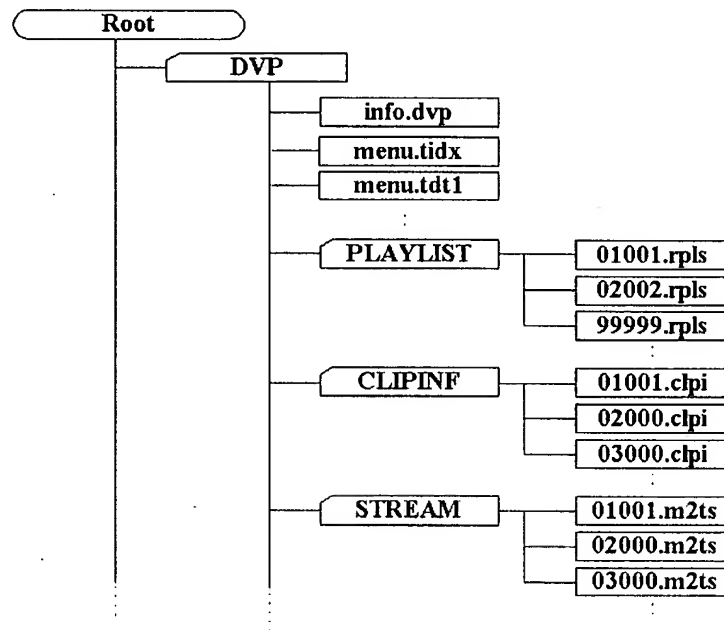 Root
DVP
info.dvp
menu.tidx
menu.tdt1
PLAYLIST
01001.rpls
02002.rpls
99999.rpls
CLIPINF
01001.clpi
02000.clpi
03000.clpi
STREAM
01001.m2ts
02000.m2ts
03000.m2ts